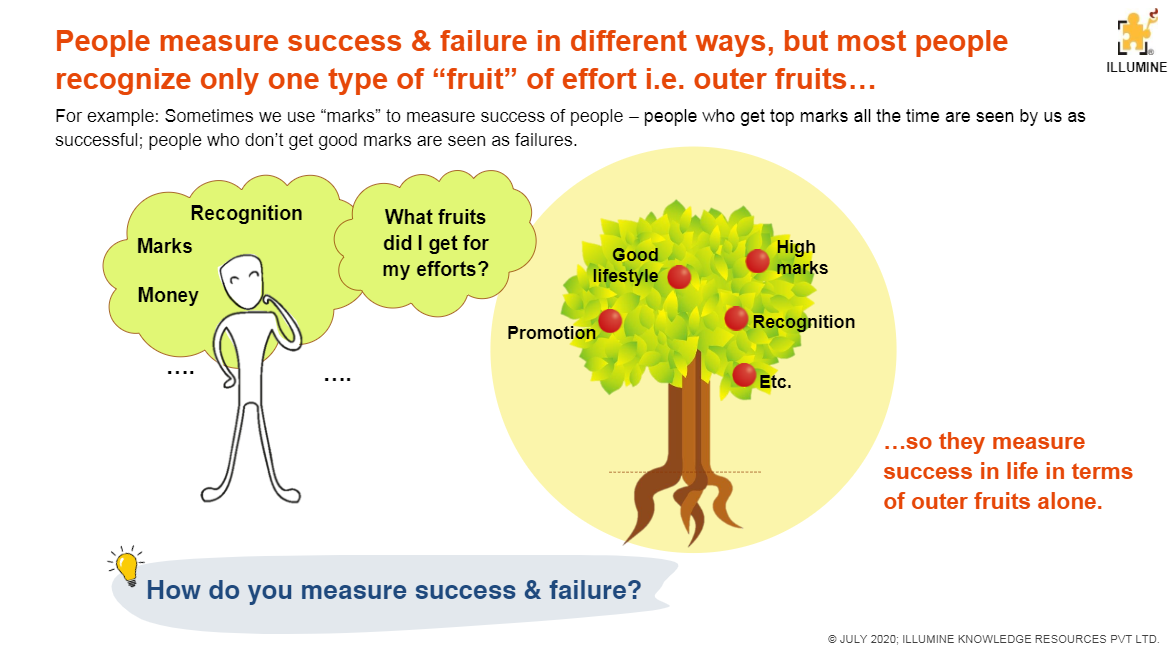 People measure success & failure in different ways, but most people
recognize only one type of “fruit” of effort i.e. outer fruits…
ILLUMINE
®
For example: Sometimes we use “marks” to measure success of people – people who get top marks all the time are seen by us as
successful; people who don’t get good marks are seen as failures.
Recognition
Marks
Money
….
….
What fruits
did I get for
my efforts?
Good
lifestyle
High
marks
Promotion
Recognition
Etc.
…so they measure
success in life in terms
of outer fruits alone.
How do you measure success & failure?
© JULY 2020; ILLUMINE KNOWLEDGE RESOURCES PVT LTD.